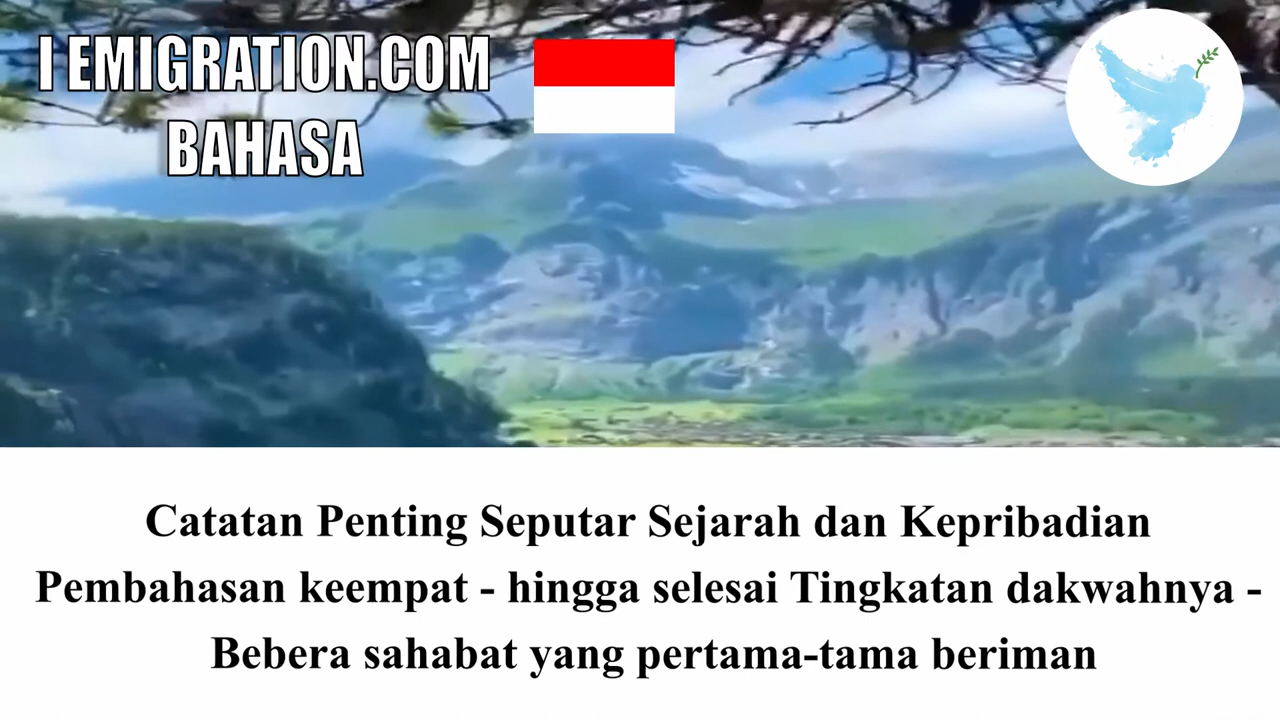 I EMIGRATION.COM
BAHASA
Catatan Penting Seputar Sejarah dan Kepribadian
Pembahasan keempat - hingga selesai Tingkatan dakwahnya -
Bebera sahabat yang pertama-tama beriman